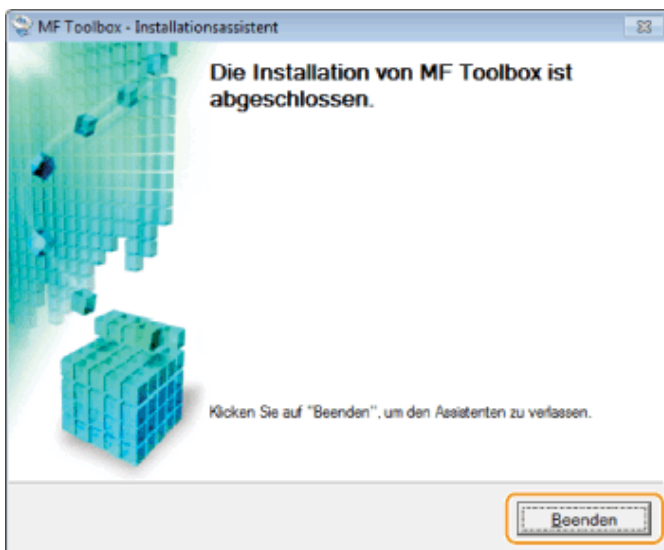 MF Toolbox - Installationsassistent
Die Installation von MF Toolbox ist
abgeschlossen.
Klicken Sie auf "Beenden", um den Assistenten zu verlassen.
Beenden